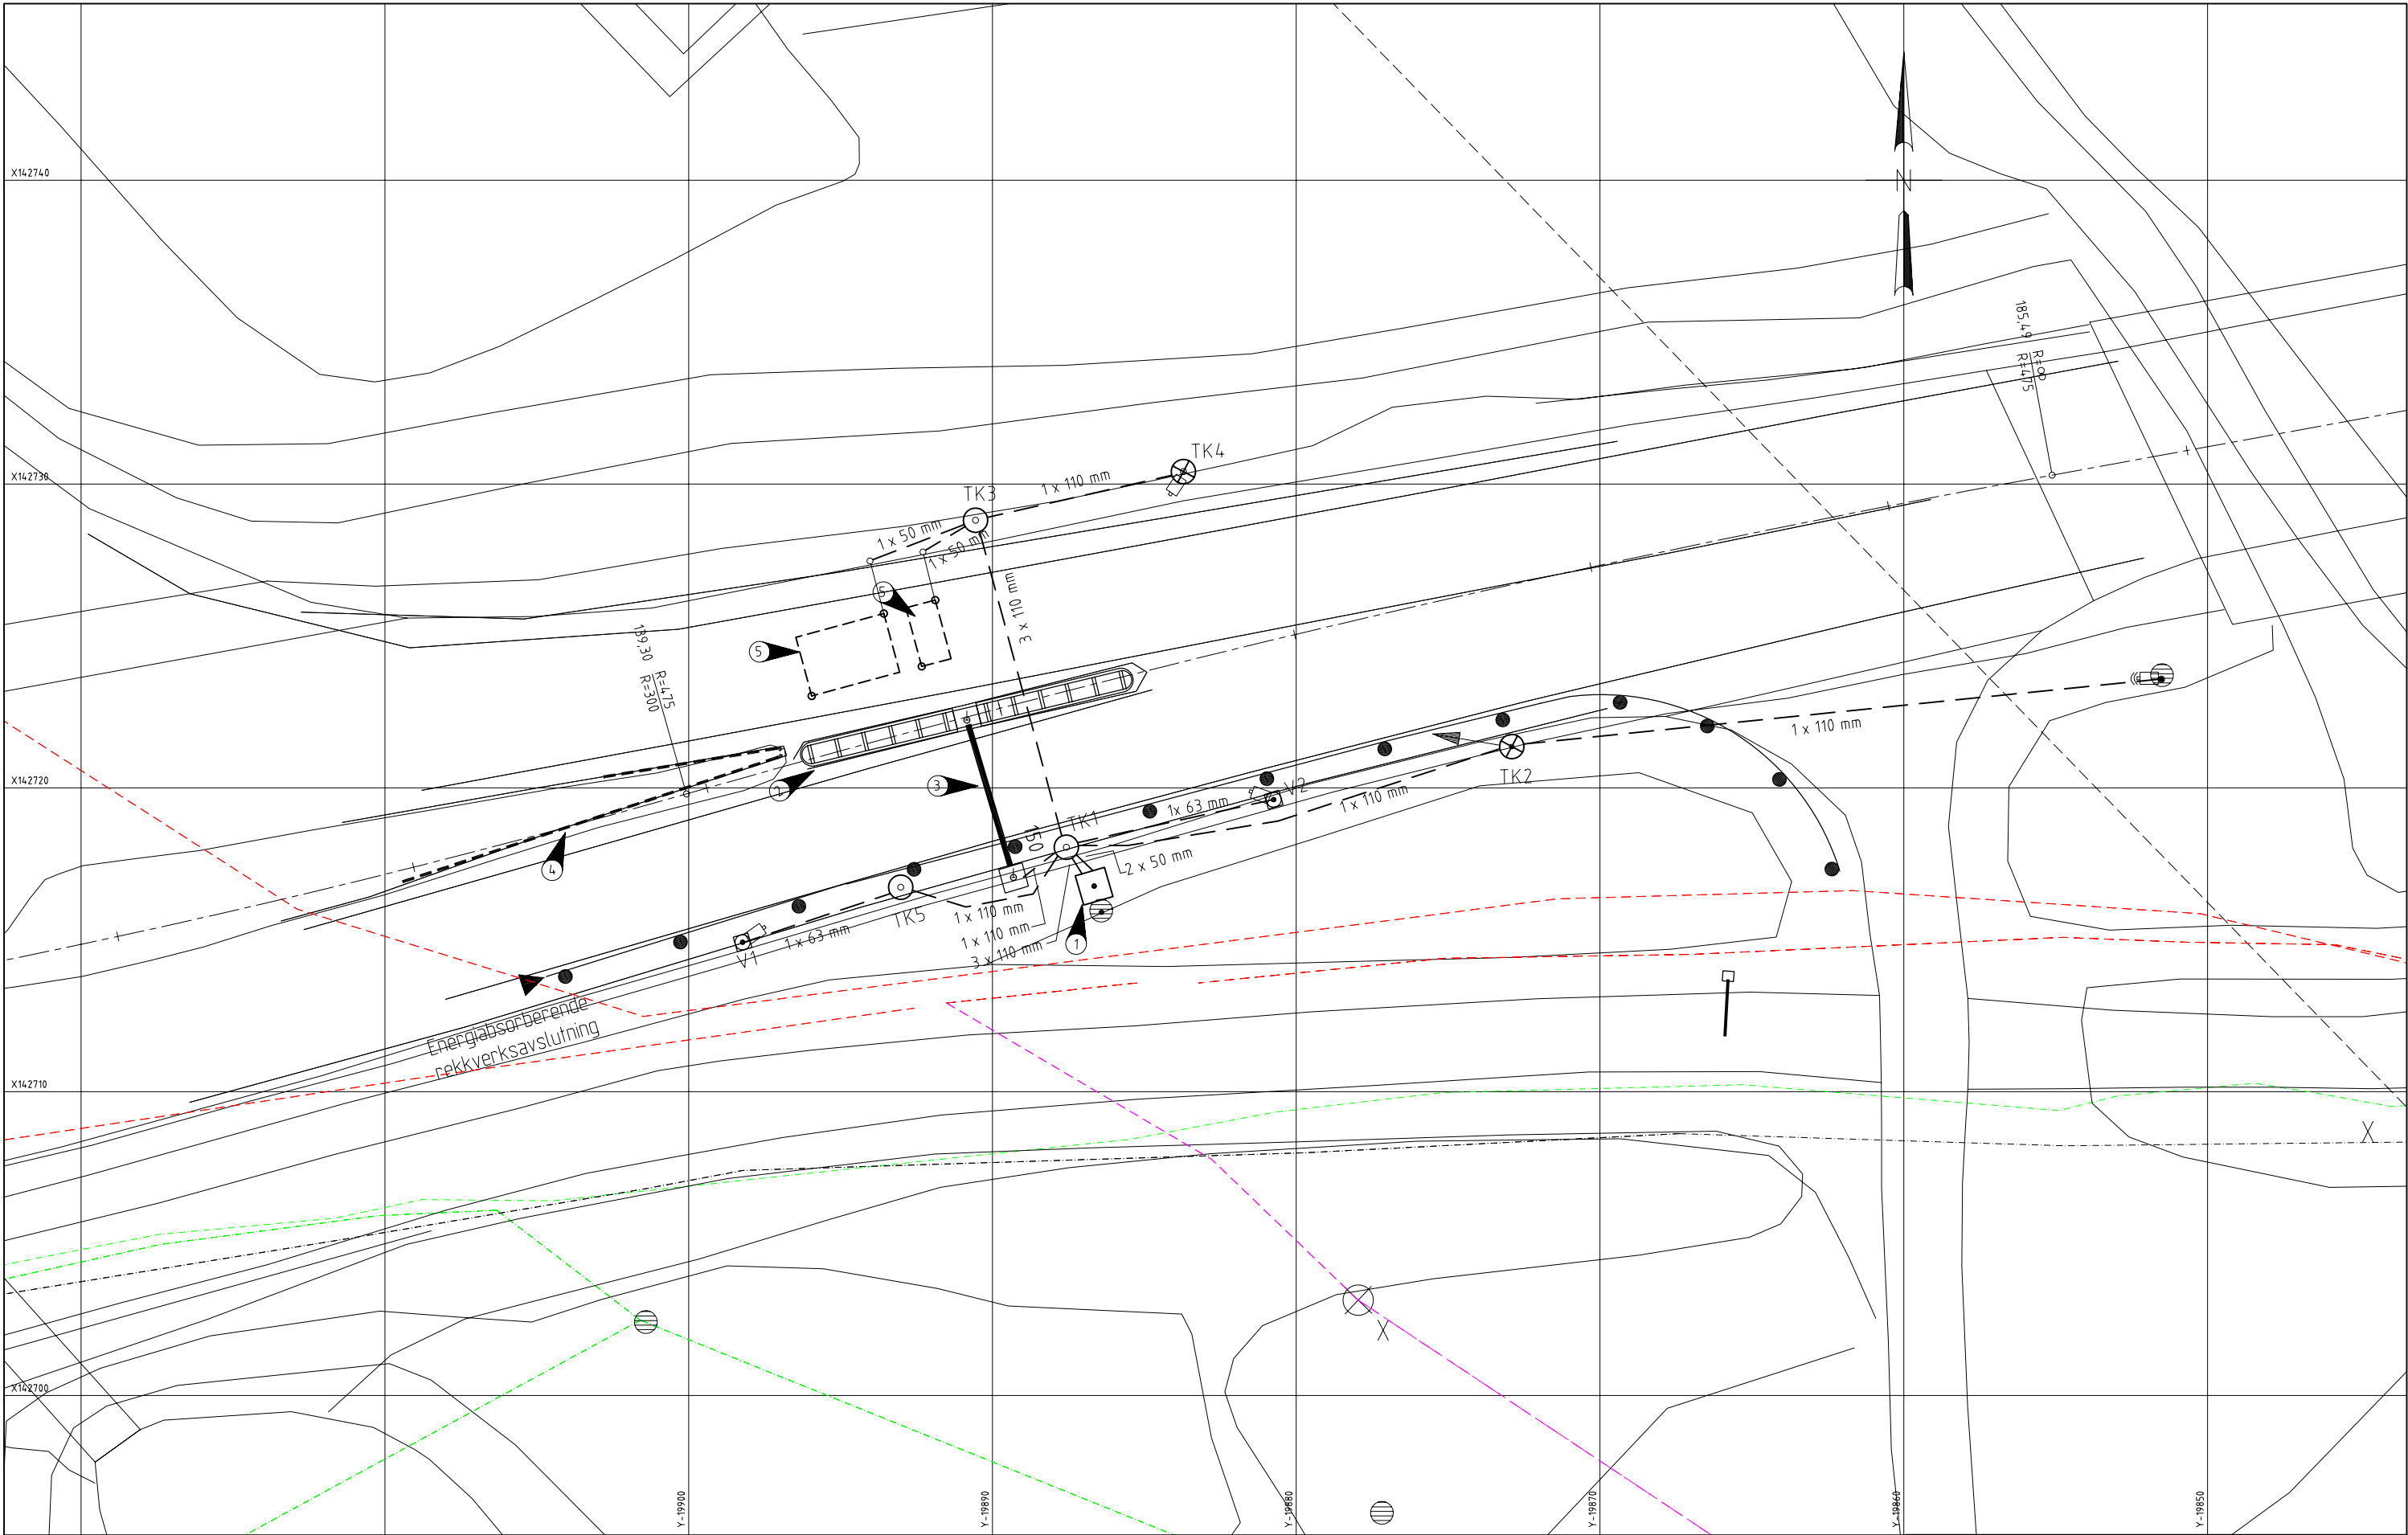 X142740
N
185,49
R=∞
R=475
TK4
X142730
1 x 110 mm
TK3
1 x 50 mm
1 x 50 mm
5
3 x 110 mm
5
139,30
R=475
R=300
1 x 110 mm
X142720
2
3
V2
1x 63 mm
1 x 110 mm
TK2
TK1
150
2 x 50 mm
4
TK5
1 x 110 mm
1 x 110 mm
3 x 110 mm
1
1x 63 mm
V1
Energiabsorberende
rekkverksavslutning
X142710
X
X
X142700
Y-19900
Y-19890
Y-19880
Y-19870
Y-19860
Y-19850